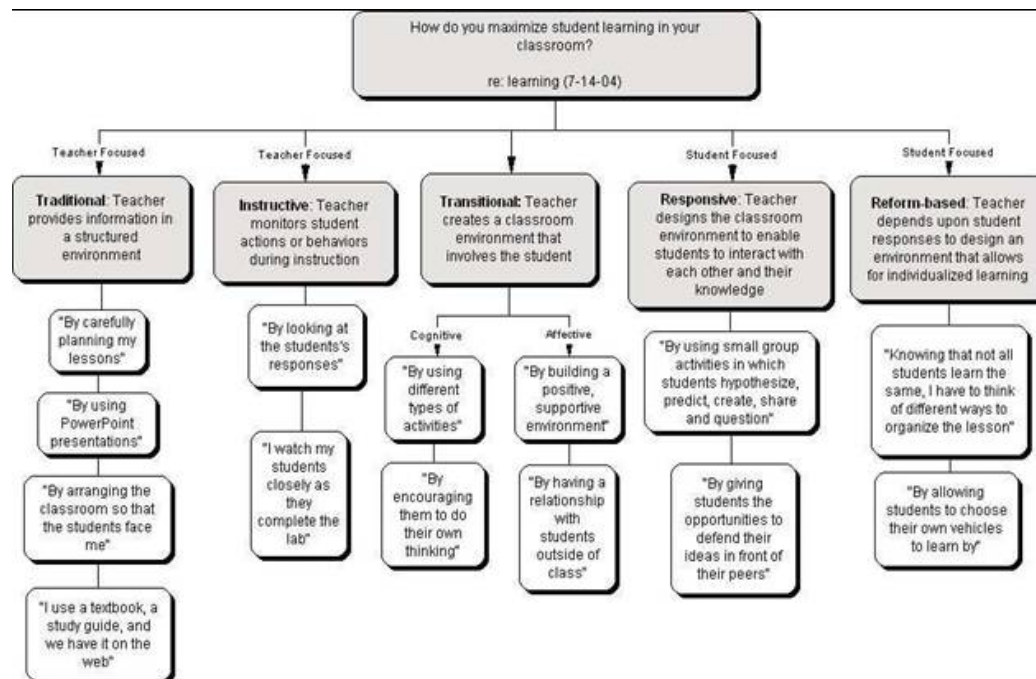 How do you maximize student learning in your
classroom?
re: learning (7-14-04)
Teacher Focused
Traditional: Teacher
provides information in
a structured
environment
"By carefully
planning my
lessons"
"By using
PowerPoint
presentations"
"By arranging the
classroom so that
the students face
me"
"I use a textbook, a
study guide, and
we have it on the
web"
Teacher Focused
Instructive: Teacher
monitors student
actions or behaviors
during instruction
"By looking at
the students's
responses"
"I watch my
students
closely as
they
complete the
lab"
Transitional: Teacher
creates a classroom
environment that
involves the student
Cognitive
"By using
different
types of
activities"
"By
encouraging
them to do
their own
thinking"
Affective
"By building a
positive,
supportive
environment"
"By having a
relationship
with
students
outside of
class"
Student Focused
Responsive: Teacher
designs the classroom
environment to enable
students to interact with
each other and their
knowledge
"By using small group
activities in which
students hypothesize,
predict, create, share
and question"
"By giving
students the
opportunities to
defend their
ideas in front of
their peers"
Student Focused
Reform-based: Teacher
depends upon student
responses to design an
environment that allows
for individualized learning
"Knowing that not all
students learn the
same, I have to think
of different ways to
organize the lesson"
"By allowing
students to choose
their own vehicles
to learn by"